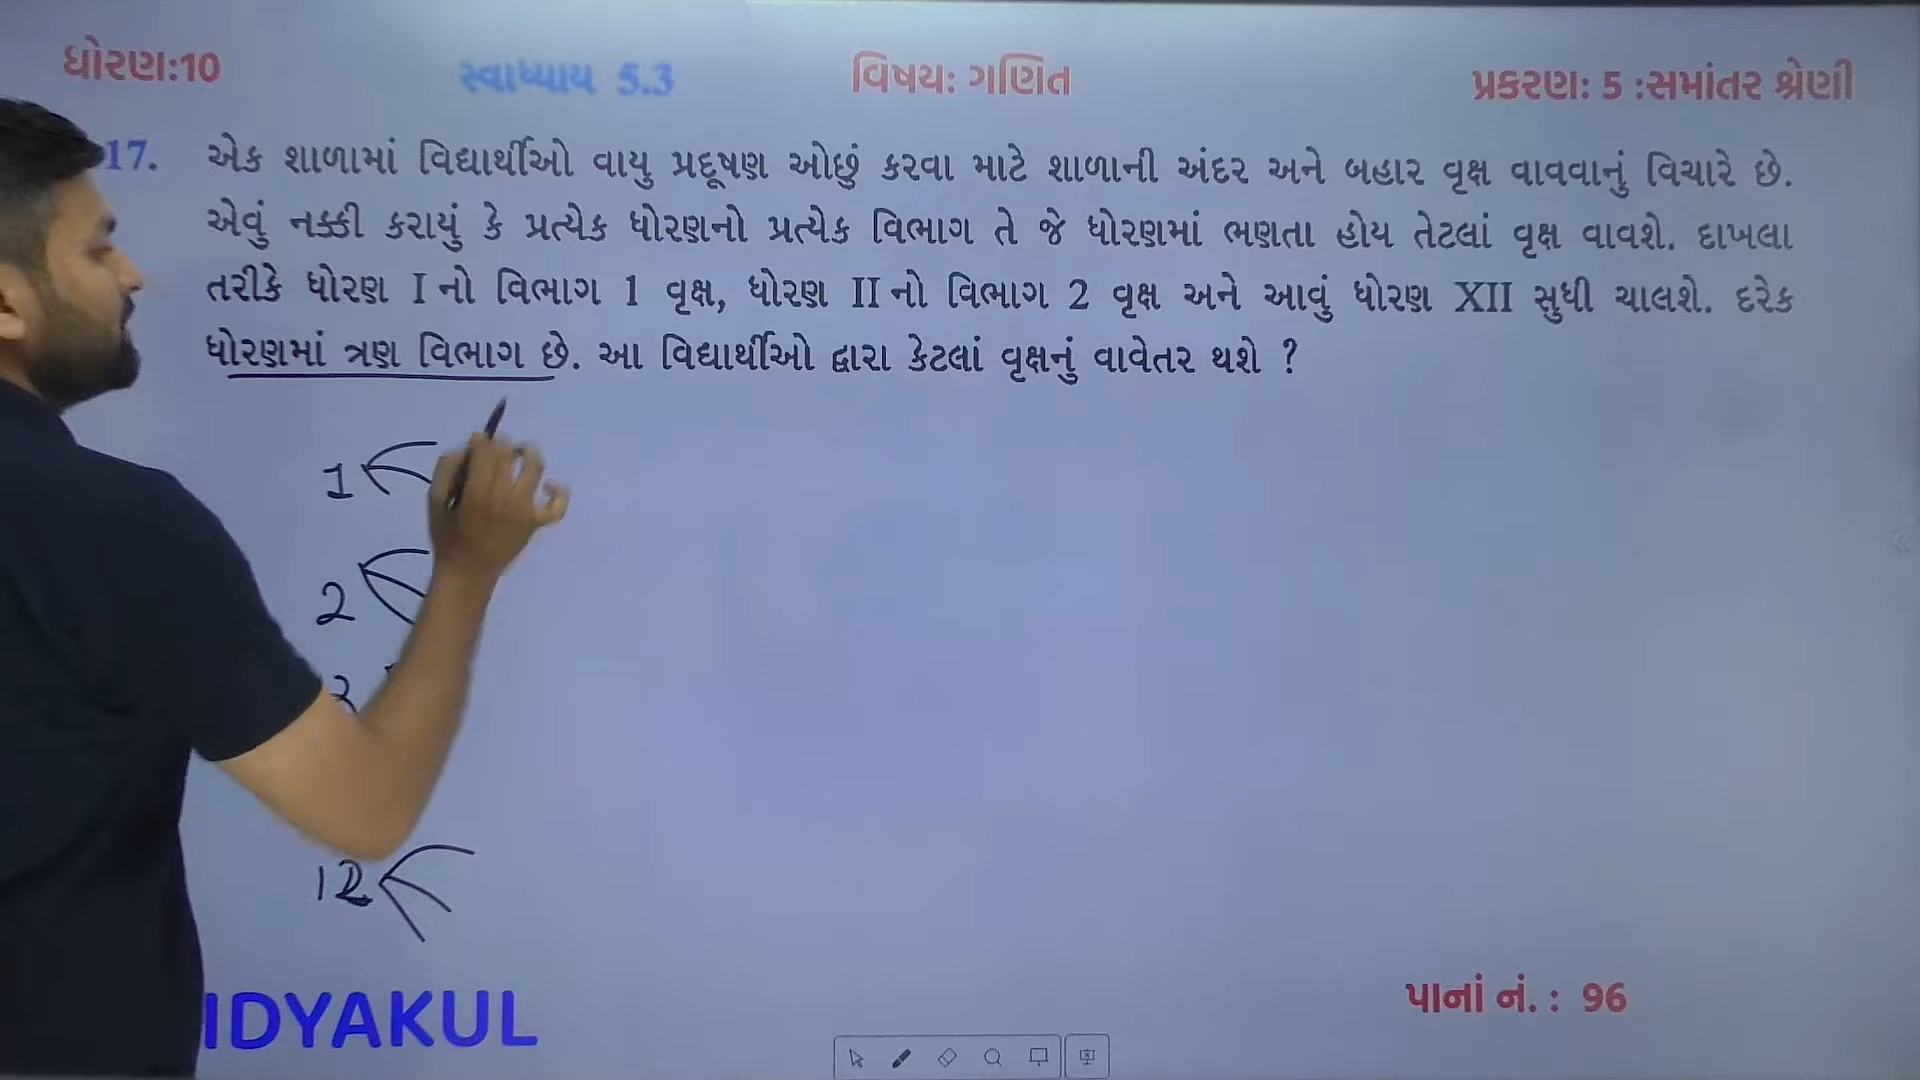 ધોરણ:10 સ્વાધ્યાય 5.3 વિષય: ગણિત પ્રકરણ: 5 :સમાંતર શ્રેણી
17. એક શાળામાં વિદ્યાર્થીઓ વાયુ પ્રદૂષણ ઓછું કરવા માટે શાળાની અંદર અને બહાર વૃક્ષ વાવવાનું વિચારે છે.
એવું નક્કી કરાયું કે પ્રત્યેક ધોરણનો પ્રત્યેક વિભાગ તે જે ધોરણમાં ભણતા હોય તેટલાં વૃક્ષ વાવશે. દાખલા
તરીકે ધોરણ I નો વિભાગ 1 વૃક્ષ, ધોરણ II નો વિભાગ 2 વૃક્ષ અને આવું ધોરણ XII સુધી ચાલશે. દરેક
ધોરણમાં ત્રણ વિભાગ છે. આ વિદ્યાર્થીઓ દ્વારા કેટલાં વૃક્ષનું વાવેતર થશે ?
1
2
3
12
IDYAKUL
પાનાં નં. : 96